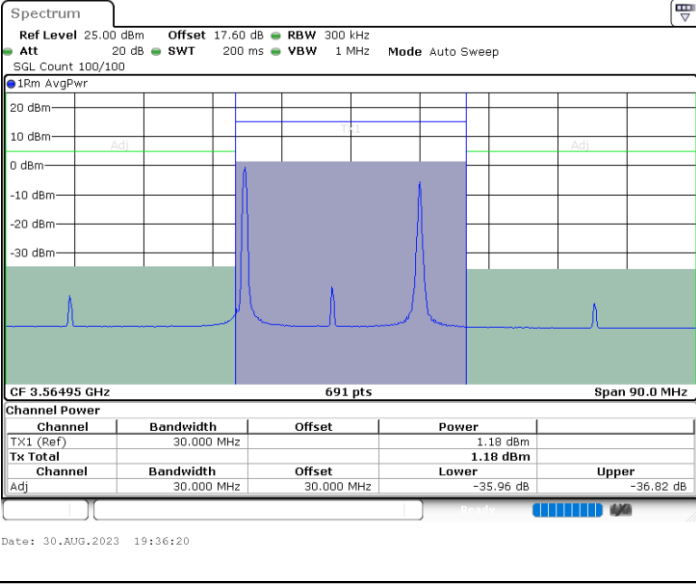 Spectrum
Ref Level 25.00 dBm Offset 17.60 dB RBW 300 kHz
Att 20 dB SWT 200 ms VBW 1 MHz Mode Auto Sweep
SGL Count 100/100
1Rm AvgPwr
20 dBm
TX1
10 dBm
Adj Adj
0 dBm
-10 dBm
-20 dBm
-30 dBm
CF 3.56495 GHz 691 pts Span 90.0 MHz
Channel Power
Channel Bandwidth Offset Power
TX1 (Ref) 30.000 MHz 1.18 dBm
Tx Total 1.18 dBm
Channel Bandwidth Offset Lower Upper
Adj 30.000 MHz 30.000 MHz -35.96 dB -36.82 dB
Ready
Date: 30.AUG.2023 19:36:20